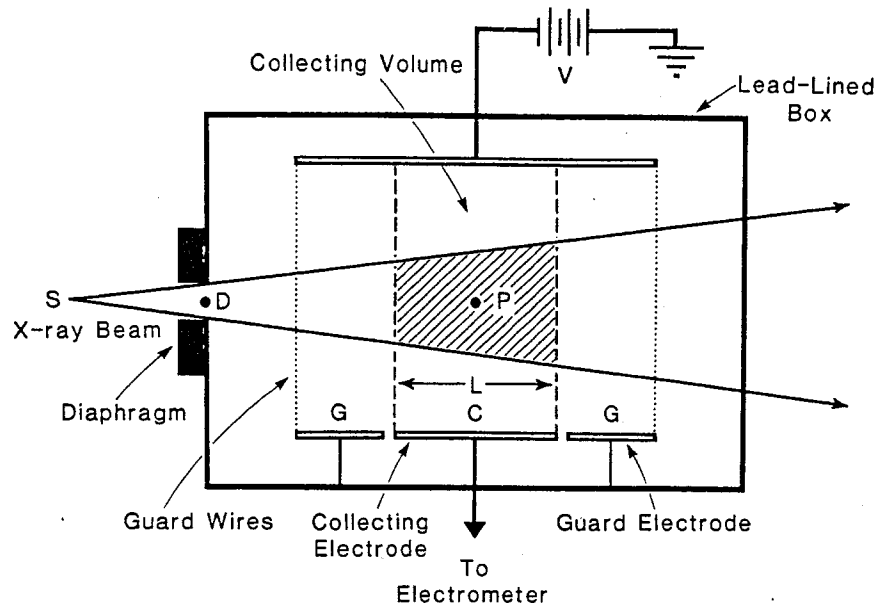 Collecting Volume
V
Lead-Lined
Box
S
D
P
X-ray Beam
Diaphragm
L
G
C
G
Guard Wires
Collecting
Electrode
Guard Electrode
To
Electrometer